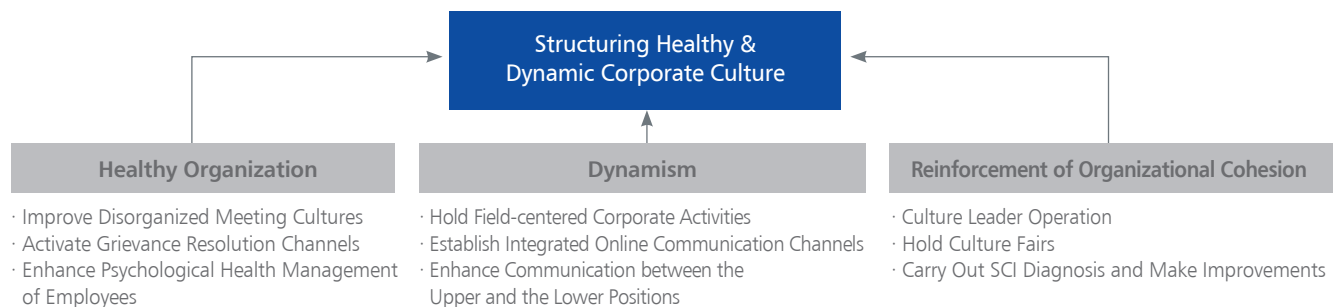 Structuring Healthy &
Dynamic Corporate Culture
Healthy Organization
· Improve Disorganized Meeting Cultures
· Activate Grievance Resolution Channels
· Enhance Psychological Health Management
of Employees
Dynamism
· Hold Field-centered Corporate Activities
· Establish Integrated Online Communication Channels
· Enhance Communication between the
Upper and the Lower Positions
Reinforcement of Organizational Cohesion
· Culture Leader Operation
· Hold Culture Fairs
· Carry Out SCI Diagnosis and Make Improvements